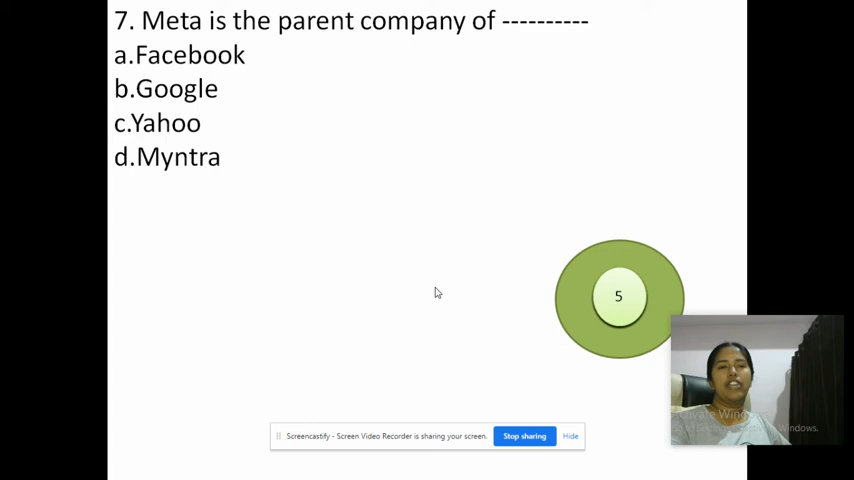 7. Meta is the parent company of ----------
a.Facebook
b.Google
c.Yahoo
d.Myntra
5
Screencastify - Screen Video Recorder is sharing your screen. Stop sharing Hide